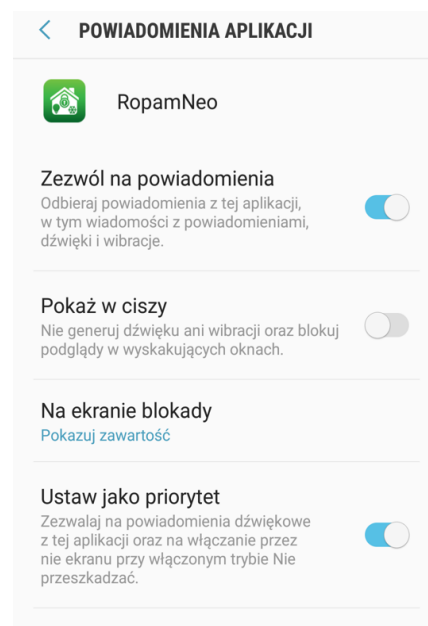 POWIADOMIENIA APLIKACJI
RopamNeo
Zezwól na powiadomienia
Odbieraj powiadomienia z tej aplikacji,
w tym wiadomości z powiadomieniami,
dźwięki i wibracje.
Pokaż w ciszy
Nie generuj dźwięku ani wibracji oraz blokuj
podglądy w wyskakujących oknach.
Na ekranie blokady
Pokazuj zawartość
Ustaw jako priorytet
Zezwalaj na powiadomienia dźwiękowe
z tej aplikacji oraz na włączanie przez
nie ekranu przy włączonym trybie Nie
przeszkadzać.